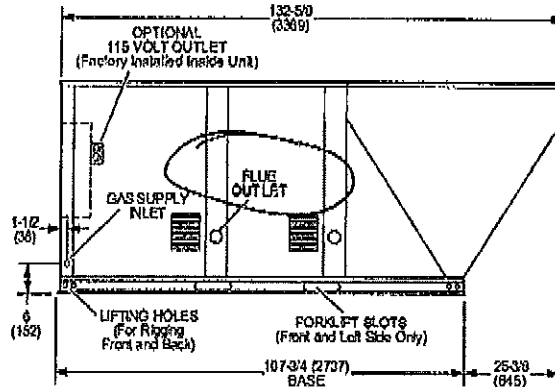 132-5/8
(3369)
OPTIONAL
115 VOLT OUTLET
(Factory Installed Inside Unit)
FLUE
OUTLET
GAS SUPPLY
INLET
1-1/2
(38)
6
(152)
LIFTING HOLES
(For Rigging
Front and Back)
FORKLIFT SLOTS
(Front and Left Side Only)
107-3/4 (2737)
BASE
25-3/8
(645)